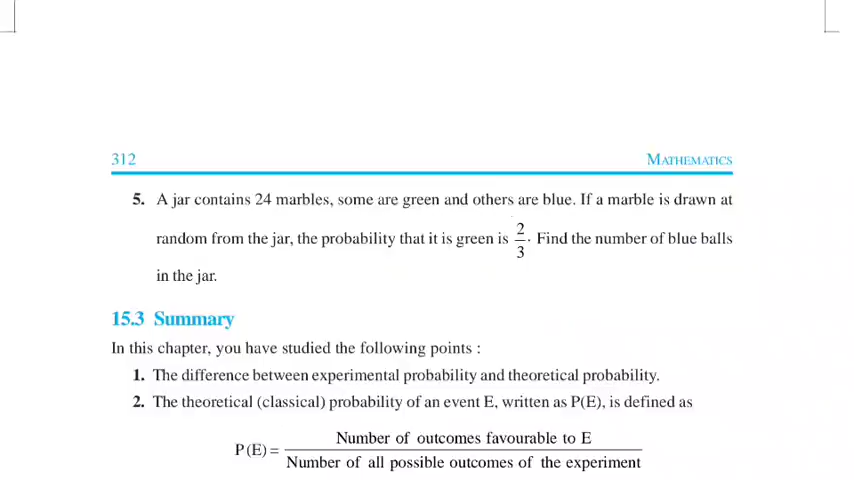 312 MATHEMATICS
5. A jar contains 24 marbles, some are green and others are blue. If a marble is drawn at
random from the jar, the probability that it is green is 2/3. Find the number of blue balls
in the jar.
15.3 Summary
In this chapter, you have studied the following points :
1. The difference between experimental probability and theoretical probability.
2. The theoretical (classical) probability of an event E, written as P(E), is defined as
P (E) = Number of outcomes favourable to E / Number of all possible outcomes of the experiment